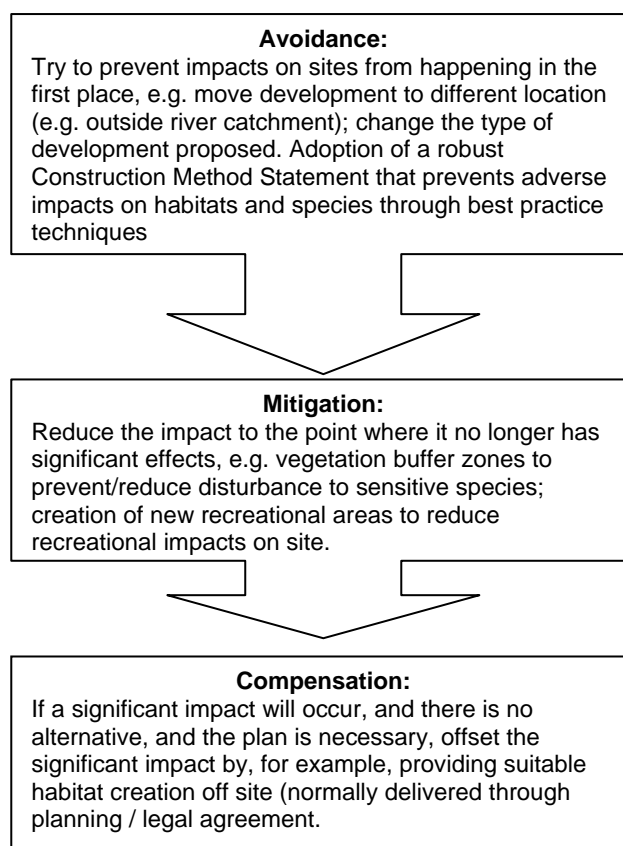 Avoidance:
Try to prevent impacts on sites from happening in the
first place, e.g. move development to different location
(e.g. outside river catchment); change the type of
development proposed. Adoption of a robust
Construction Method Statement that prevents adverse
impacts on habitats and species through best practice
techniques
Mitigation:
Reduce the impact to the point where it no longer has
significant effects, e.g. vegetation buffer zones to
prevent/reduce disturbance to sensitive species;
creation of new recreational areas to reduce
recreational impacts on site.
Compensation:
If a significant impact will occur, and there is no
alternative, and the plan is necessary, offset the
significant impact by, for example, providing suitable
habitat creation off site (normally delivered through
planning / legal agreement.